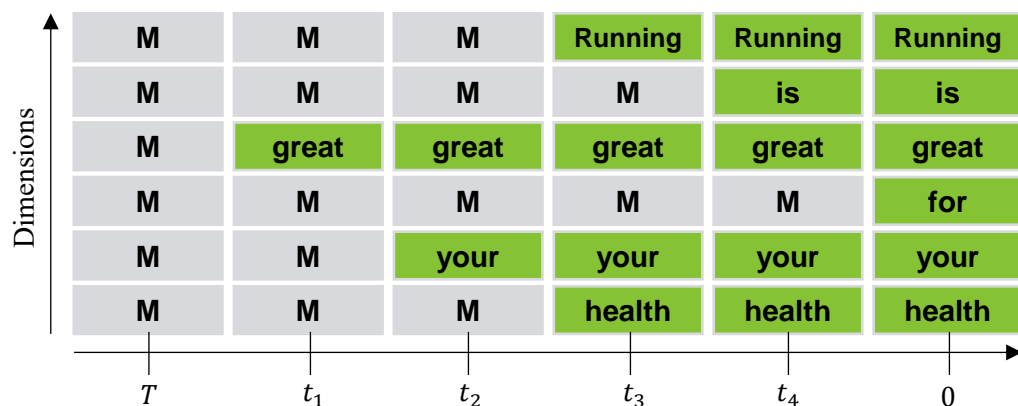 Dimensions
M M M Running Running Running
M M M M is is
M great great great great great
M M M M M for
M M your your your your
M M M health health health
T t₁ t₂ t₃ t₄ 0